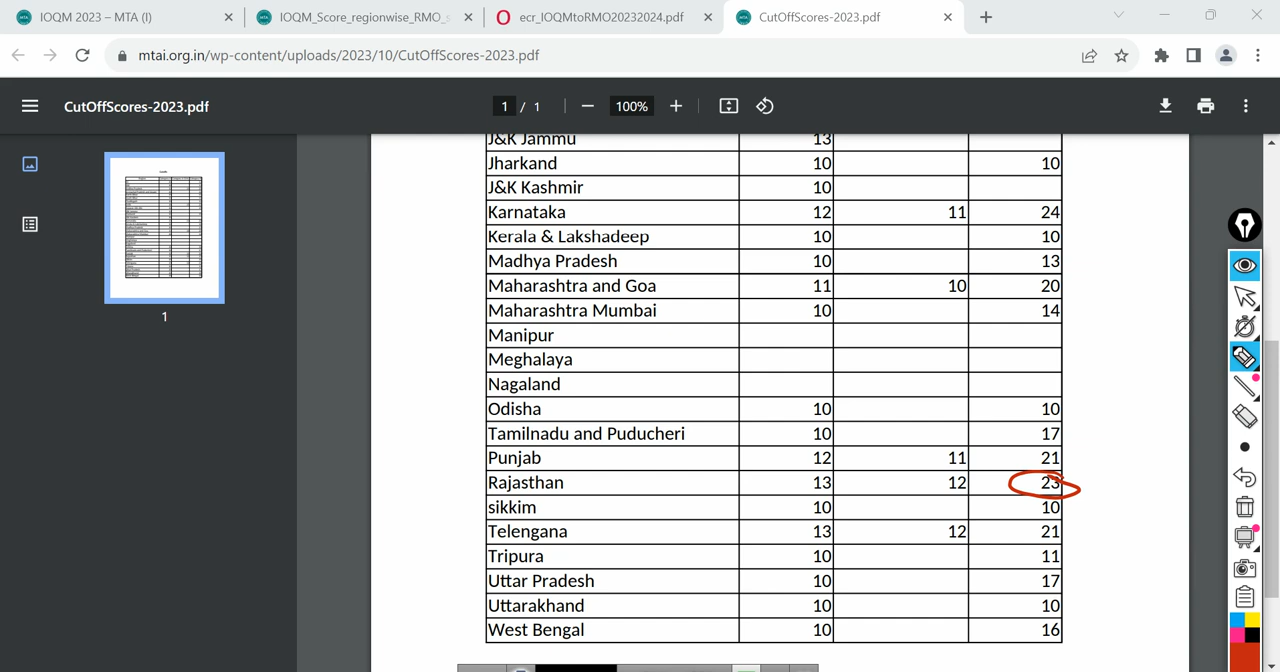 IOQM 2023 – MTA (I)
IOQM_Score_regionwise_RMO_s
ecr_IOQMtoRMO20232024.pdf
CutOffScores-2023.pdf
mtai.org.in/wp-content/uploads/2023/10/CutOffScores-2023.pdf
CutOffScores-2023.pdf
1 / 1
100%
1
J&K Jammu 13
Jharkand 10 10
J&K Kashmir 10
Karnataka 12 11 24
Kerala & Lakshadeep 10 10
Madhya Pradesh 10 13
Maharashtra and Goa 11 10 20
Maharashtra Mumbai 10 14
Manipur
Meghalaya
Nagaland
Odisha 10 10
Tamilnadu and Puducheri 10 17
Punjab 12 11 21
Rajasthan 13 12 23
sikkim 10 10
Telengana 13 12 21
Tripura 10 11
Uttar Pradesh 10 17
Uttarakhand 10 10
West Bengal 10 16